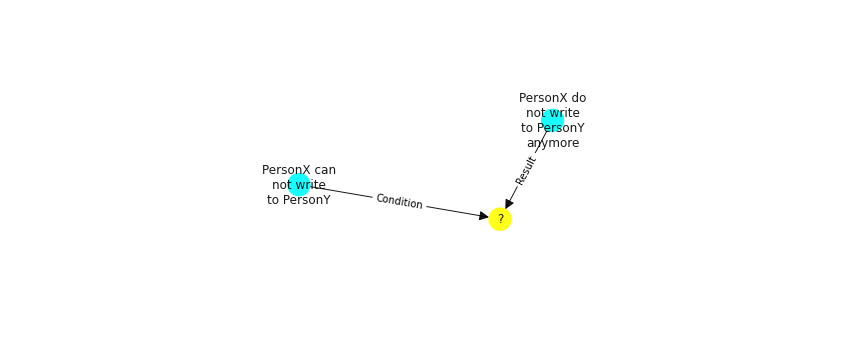 PersonX do
not write
to PersonY
anymore
Result
PersonX can
not write
to PersonY
Condition
?